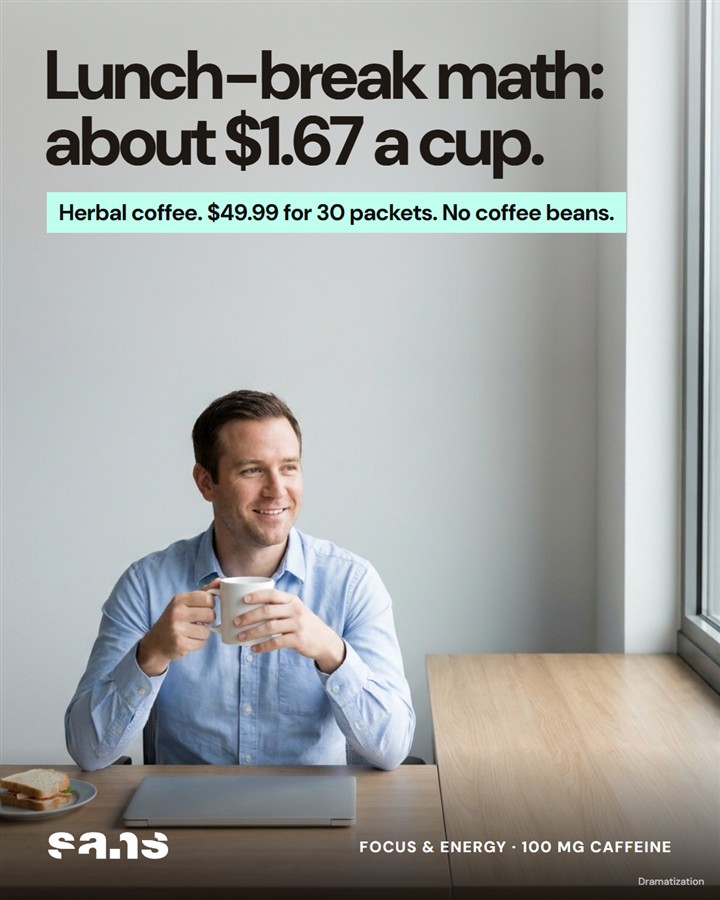 Lunch-break math:
about $1.67 a cup.
Herbal coffee. $49.99 for 30 packets. No coffee beans.
sans
FOCUS & ENERGY · 100 MG CAFFEINE
Dramatization